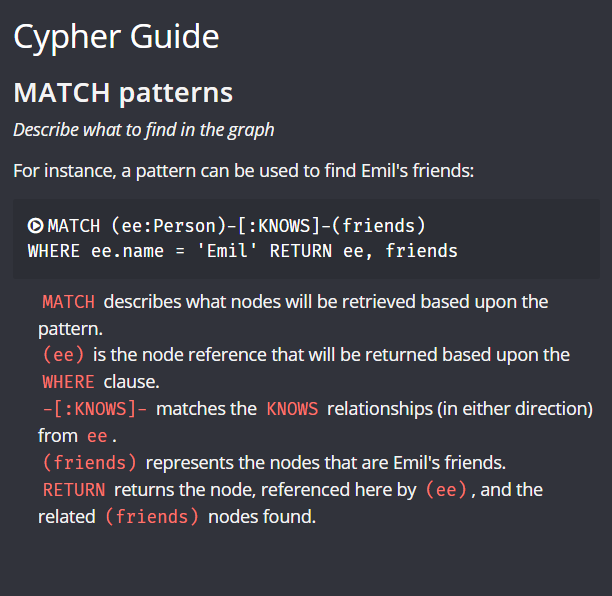 Cypher Guide
MATCH patterns
Describe what to find in the graph
For instance, a pattern can be used to find Emil's friends:
MATCH (ee:Person)-[:KNOWS]-(friends)
WHERE ee.name = 'Emil' RETURN ee, friends
MATCH describes what nodes will be retrieved based upon the
pattern.
(ee) is the node reference that will be returned based upon the
WHERE clause.
-[:KNOWS]- matches the KNOWS relationships (in either direction)
from ee .
(friends) represents the nodes that are Emil's friends.
RETURN returns the node, referenced here by (ee) , and the
related (friends) nodes found.